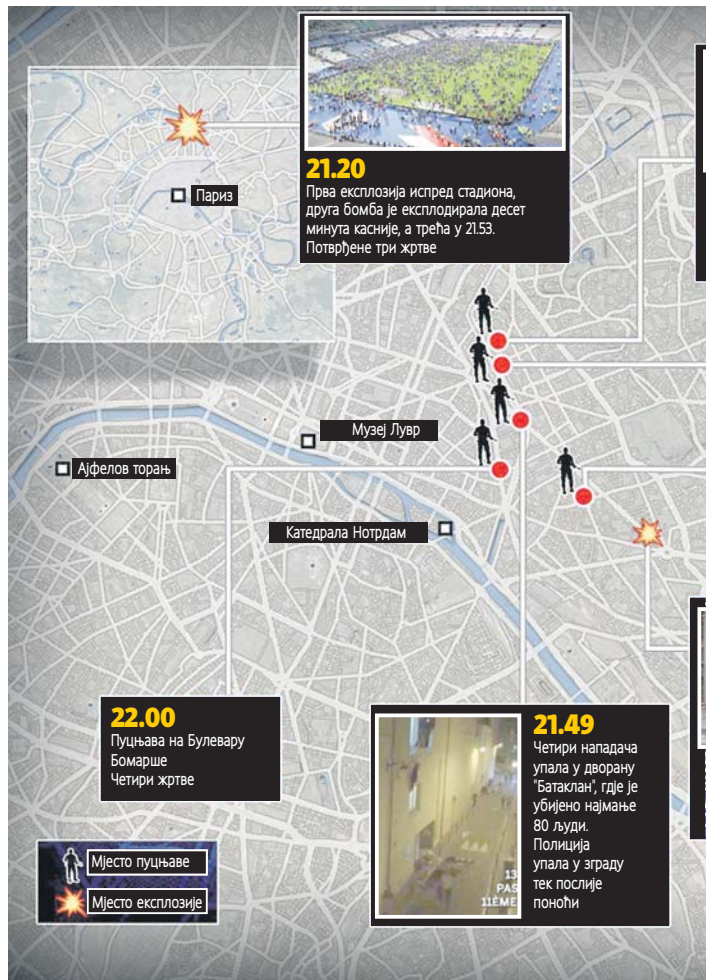 21.20
Прва експлозија испред стадиона,
друга бомба је експлодирала десет
минута касније, а трећа у 21.53.
Потврђене три жртве
Париз
Музеј Лувр
Ајфелов торањ
Катедрала Нотрдам
22.00
Пуцњава на Булевару
Бомарше
Четири жртве
21.49
Четири нападача
упала у дворану
"Батаклан", гдје је
убијено најмање
80 људи.
Полиција
упала у зграду
тек послије
поноћи
13
PAS
11ÈME
Мјесто пуцњаве
Мјесто експлозије